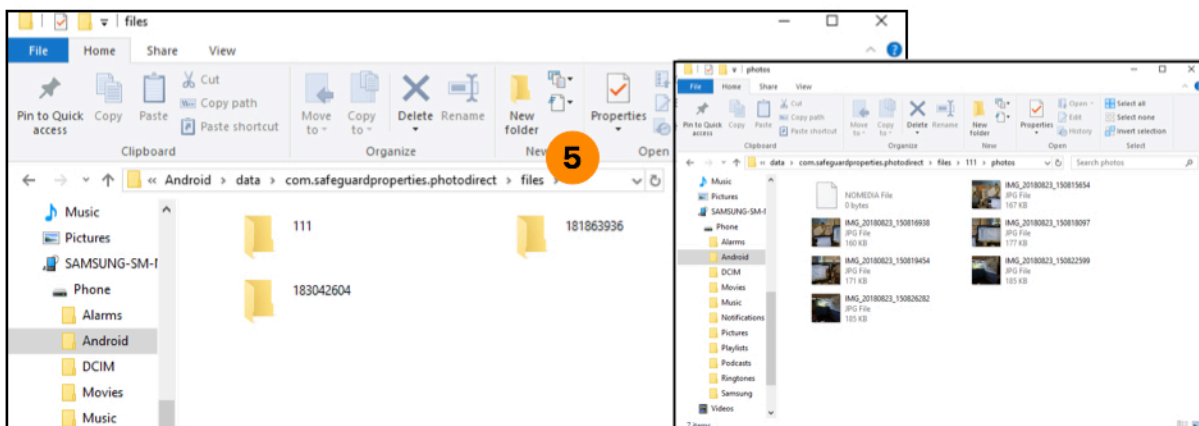 files
File Home Share View
Pin to Quick access
Copy
Paste
Cut
Copy path
Paste shortcut
Clipboard
Move to
Copy to
Delete
Rename
Organize
New folder
New
Properties
Open
5
« Android › data › com.safeguardproperties.photodirect › files ›
Music
Pictures
SAMSUNG-SM-
Phone
Alarms
Android
DCIM
Movies
Music
111
181863936
183042604
photos
File Home Share View
Pin to Quick access
Copy
Paste
Cut
Copy path
Paste shortcut
Clipboard
Move to
Copy to
Delete
Rename
Organize
New folder
New
Properties
Open
Edit
History
Open
Select all
Select none
Invert selection
Select
« data › com.safeguardproperties.photodirect › files › 111 › photos
Search photos
Music
Pictures
SAMSUNG-SM-
Phone
Alarms
Android
DCIM
Movies
Music
Notifications
Pictures
Playlists
Podcasts
Ringtones
Samsung
Videos
NOMEDIA File
0 bytes
IMG_20180823_150815654
JPG File
167 KB
IMG_20180823_150816938
JPG File
160 KB
IMG_20180823_150818097
JPG File
177 KB
IMG_20180823_150819454
JPG File
171 KB
IMG_20180823_150822599
JPG File
185 KB
IMG_20180823_150826282
JPG File
185 KB
7 items